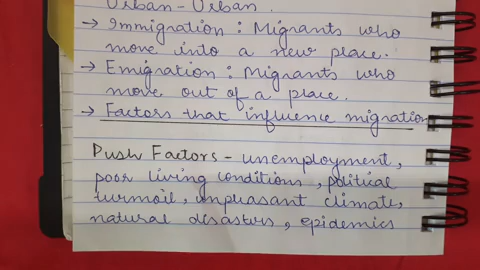 Urban-Urban.
→ Immigration : Migrants who
move into a new place.
→ Emigration : Migrants who
move out of a place.
→ Factors that influence migration
Push Factors - unemployment,
poor living conditions, political
turmoil, unpleasant climate,
natural disasters, epidemics